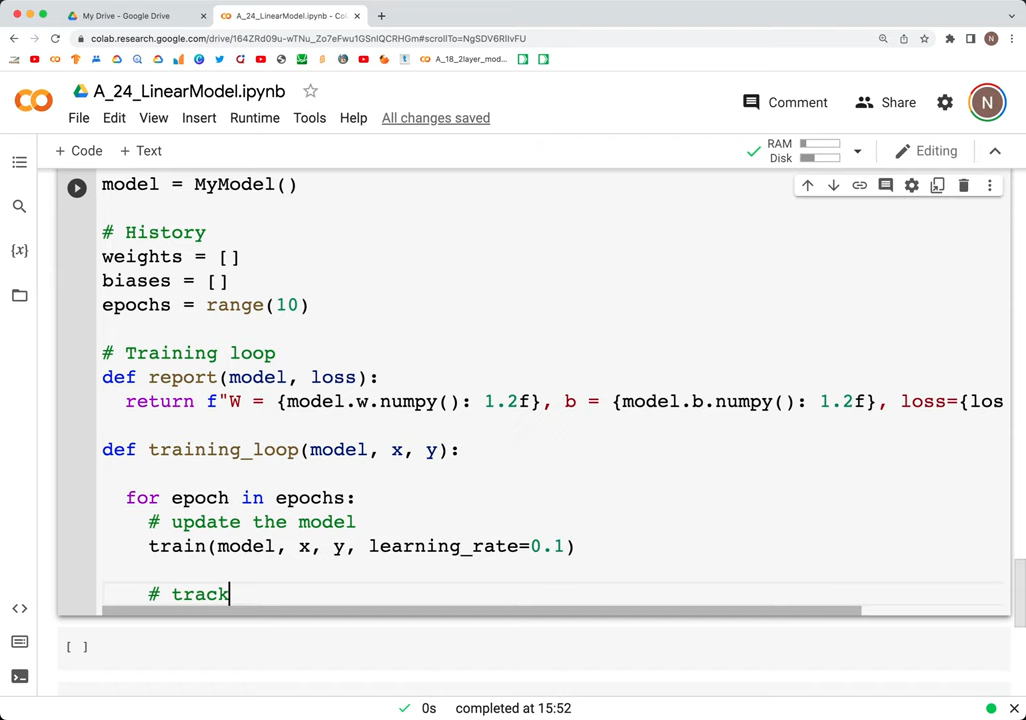 My Drive - Google Drive
A_24_LinearModel.ipynb - Col
colab.research.google.com/drive/164ZRd09u-wTNu_Zo7eFwu1GSnlQCRHGm#scrollTo=NgSDV6RlIvFU
A_18_2layer_mod...
A_24_LinearModel.ipynb
File Edit View Insert Runtime Tools Help All changes saved
Comment Share N
+ Code + Text
RAM
Disk
Editing
model = MyModel()
# History
weights = []
biases = []
epochs = range(10)
# Training loop
def report(model, loss):
return f"W = {model.w.numpy(): 1.2f}, b = {model.b.numpy(): 1.2f}, loss={los
def training_loop(model, x, y):
for epoch in epochs:
# update the model
train(model, x, y, learning_rate=0.1)
# track
[ ]
0s completed at 15:52